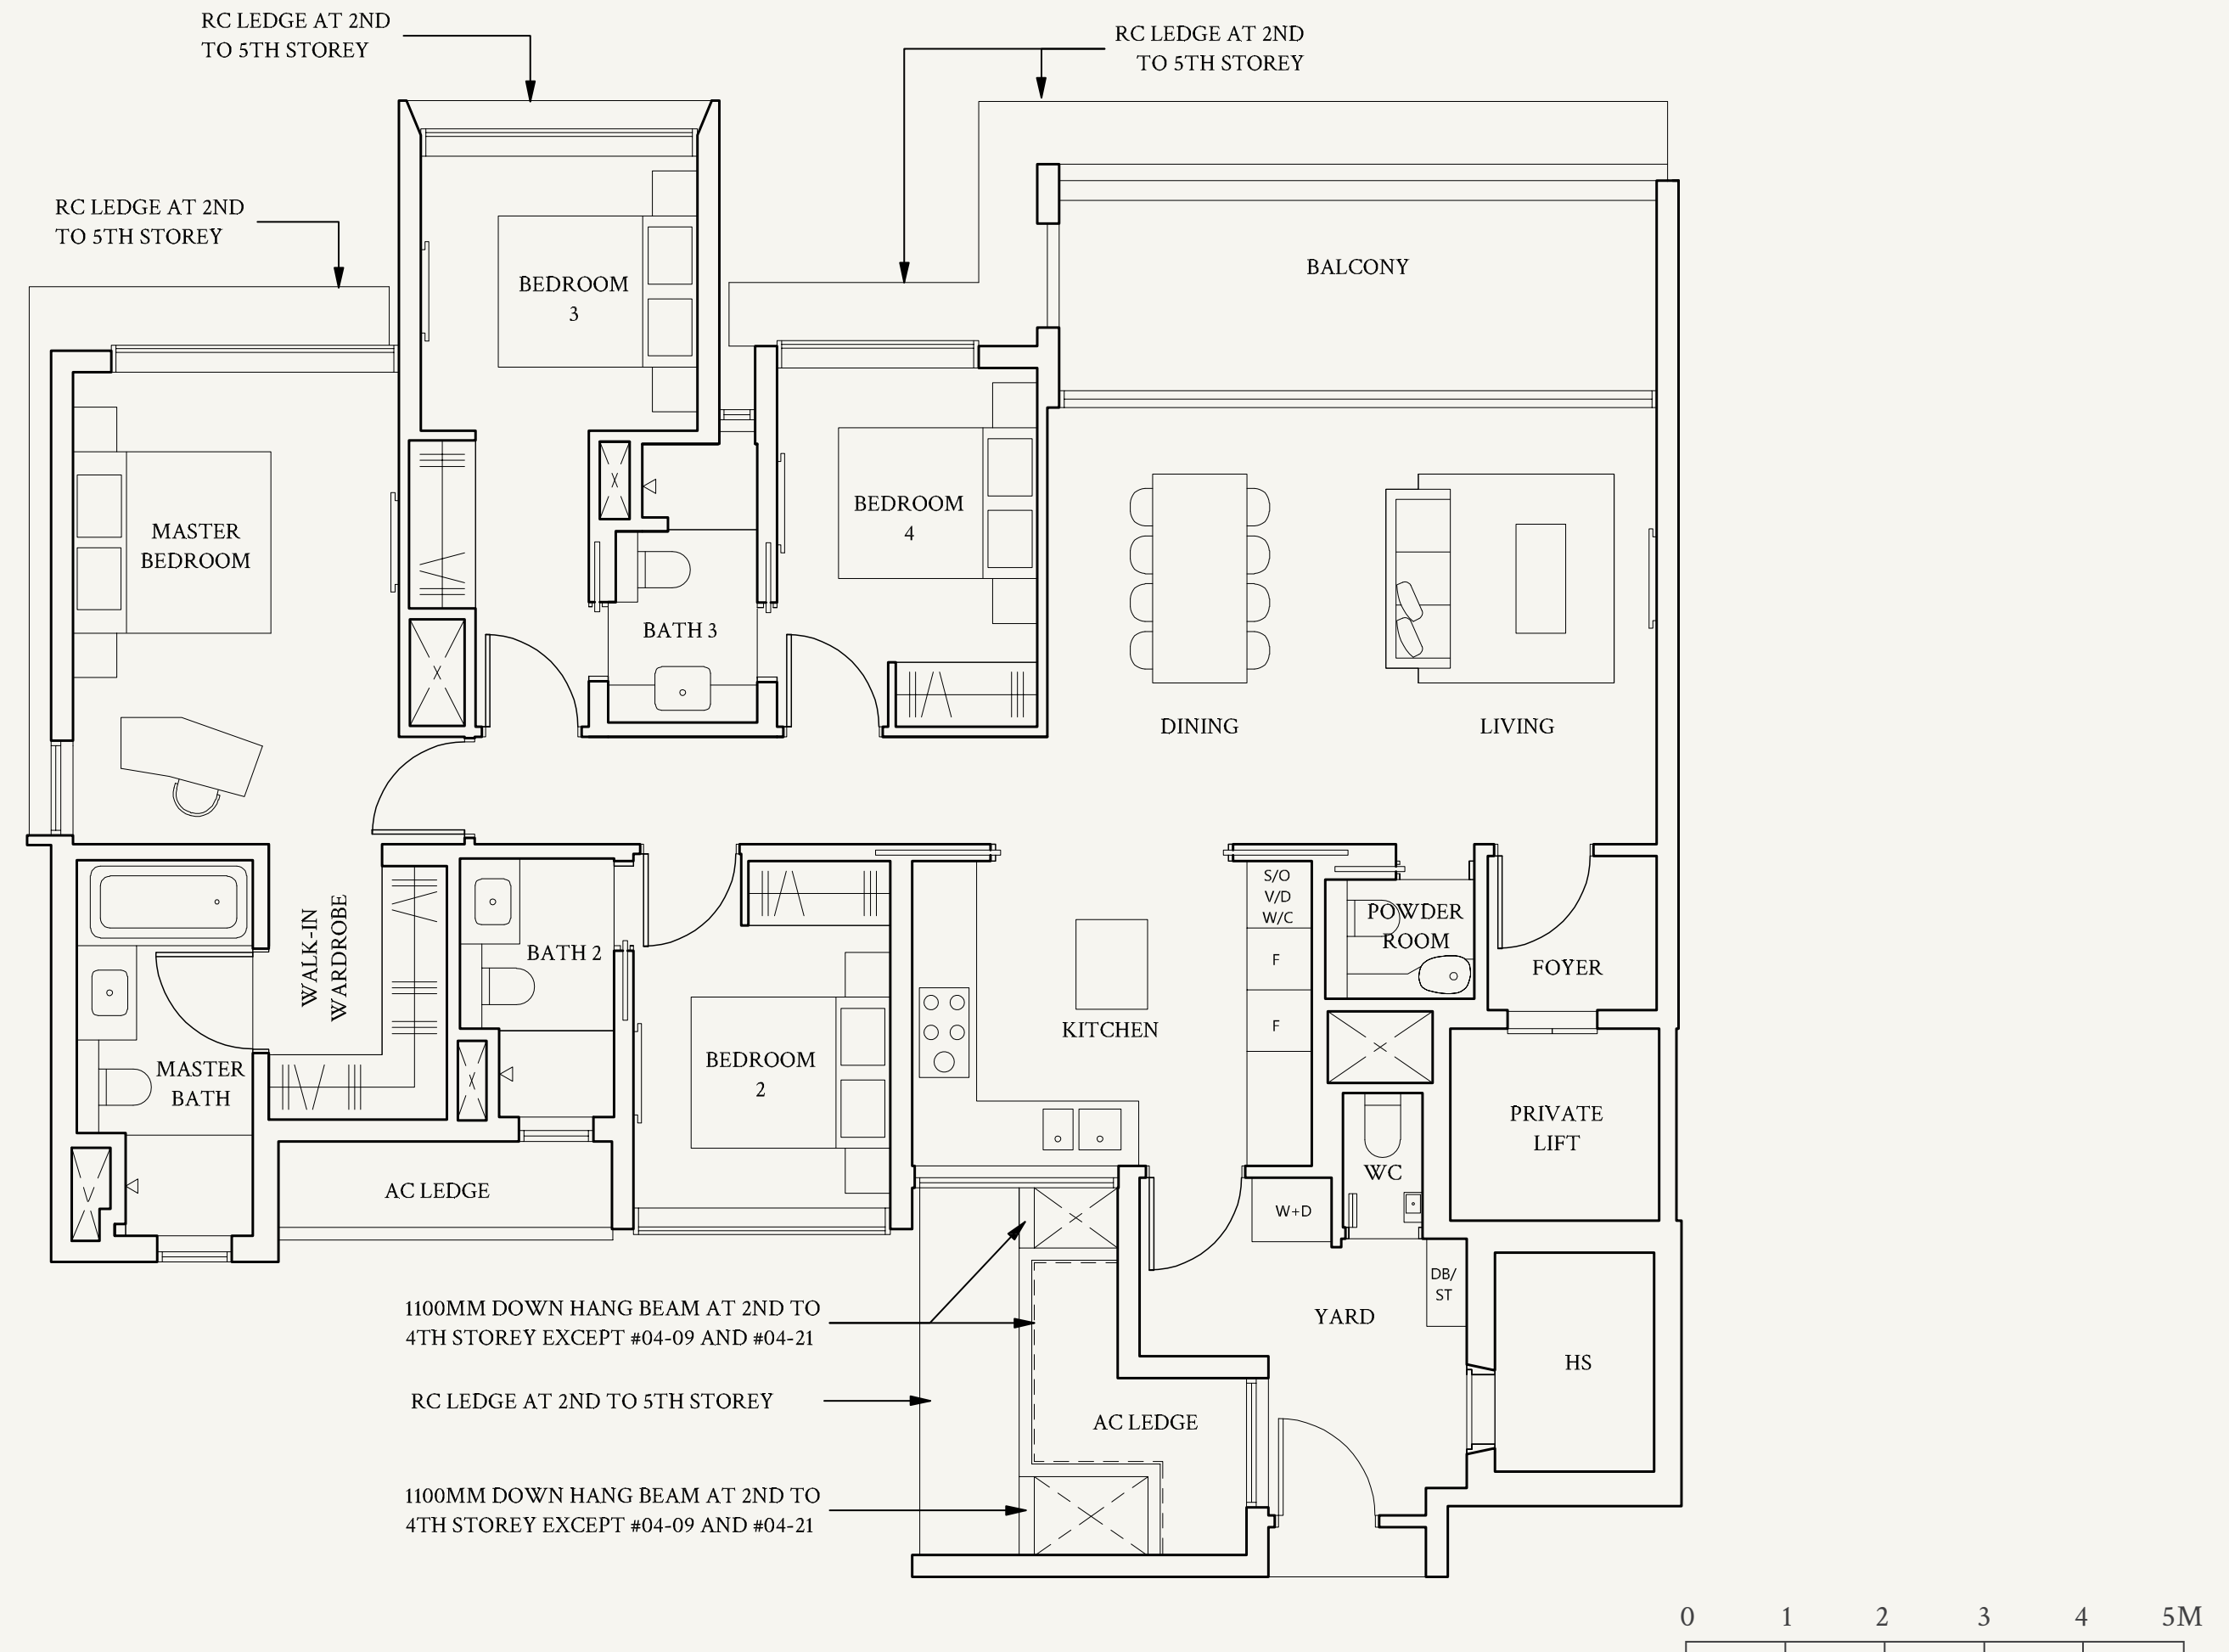 RC LEDGE AT 2ND
TO 5TH STOREY
RC LEDGE AT 2ND
TO 5TH STOREY
RC LEDGE AT 2ND
TO 5TH STOREY
BALCONY
BEDROOM
3
MASTER
BEDROOM
BEDROOM
4
BATH 3
DINING
LIVING
WALK-IN
WARDROBE
BATH 2
S/O
V/D
W/C
F
F
POWDER
ROOM
FOYER
KITCHEN
MASTER
BATH
BEDROOM
2
PRIVATE
LIFT
WC
AC LEDGE
W+D
DB/
ST
YARD
HS
1100MM DOWN HANG BEAM AT 2ND TO
4TH STOREY EXCEPT #04-09 AND #04-21
RC LEDGE AT 2ND TO 5TH STOREY
AC LEDGE
1100MM DOWN HANG BEAM AT 2ND TO
4TH STOREY EXCEPT #04-09 AND #04-21
0 1 2 3 4 5M